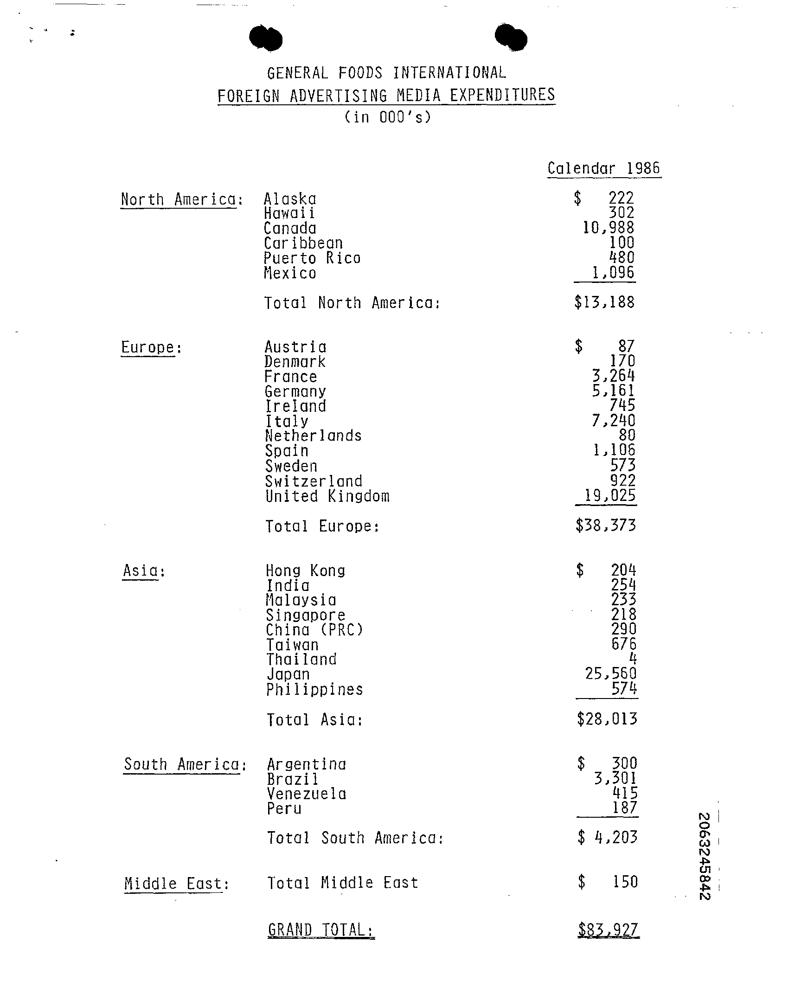 GENERAL FOODS INTERNATIONAL
FOREIGN ADVERTISING MEDIA EXPENDITURES
(in 000's)
Calendar 1986
North America: Alaska $ 222
Hawaii 302
Canada 10,988
Caribbean 100
Puerto Rico 480
Mexico 1,096
Total North America: $13,188
Europe: Austria $ 87
Denmark 170
France 3,264
Germany 5,161
Ireland 745
Italy 7,240
Netherlands 80
Spain 1,106
Sweden 573
Switzerland 922
United Kingdom 19,025
Total Europe: $38,373
Asia: Hong Kong $ 204
India 254
Malaysia 233
Singapore 218
China (PRC) 290
Taiwan 676
Thailand 4
Japan 25,560
Philippines 574
Total Asia: $28,013
South America: Argentina $ 300
Brazil 3,301
Venezuela 415
Peru 187
Total South America: $ 4,203
Middle East: Total Middle East $ 150
GRAND TOTAL: $83,927
2063245842